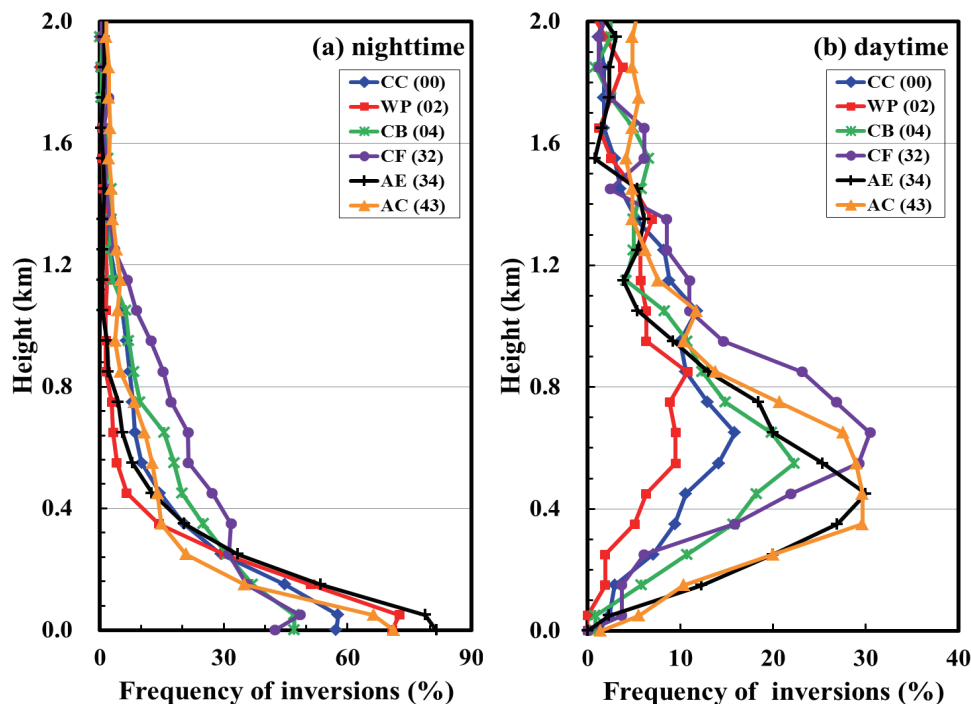 (a) nighttime
CC (00)
WP (02)
CB (04)
CF (32)
AE (34)
AC (43)
2.0
1.6
1.2
0.8
0.4
0.0
Height (km)
0
30
60
90
Frequency of inversions (%)
(b) daytime
CC (00)
WP (02)
CB (04)
CF (32)
AE (34)
AC (43)
2.0
1.6
1.2
0.8
0.4
0.0
Height (km)
0
10
20
30
40
Frequency of inversions (%)